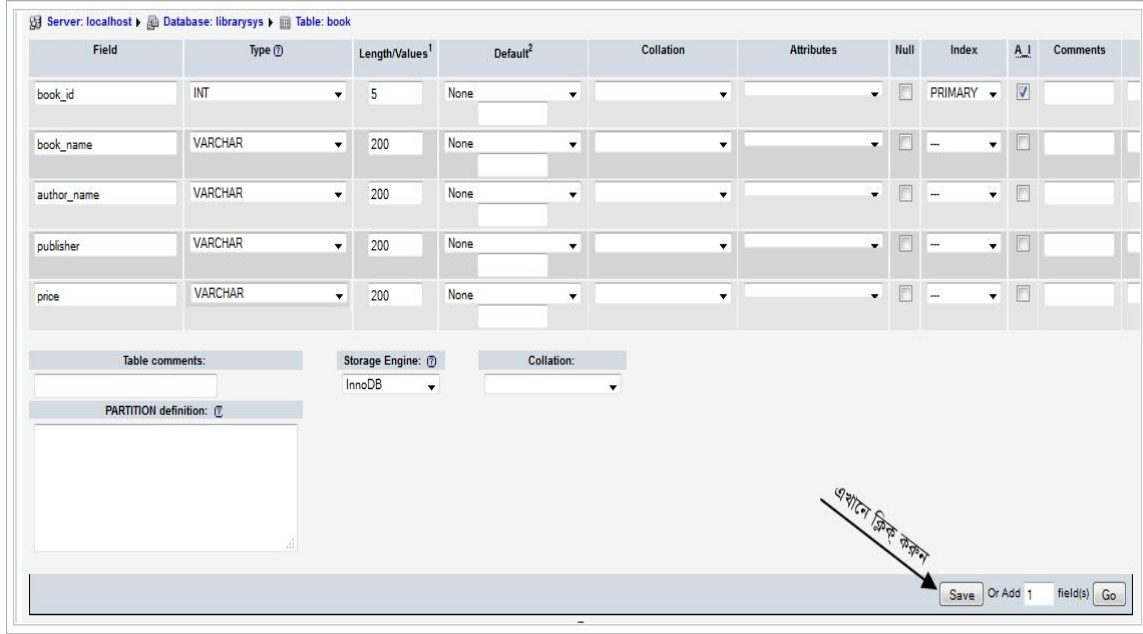 Server: localhost Database: librarysys Table: book
Field Type Length/Values1 Default2 Collation Attributes Null Index A_I Comments
book_id INT 5 None PRIMARY
book_name VARCHAR 200 None ---
author_name VARCHAR 200 None ---
publisher VARCHAR 200 None ---
price VARCHAR 200 None ---
Table comments: Storage Engine: Collation:
InnoDB
PARTITION definition:
এখানে ক্লিক করুন
Save Or Add 1 field(s) Go